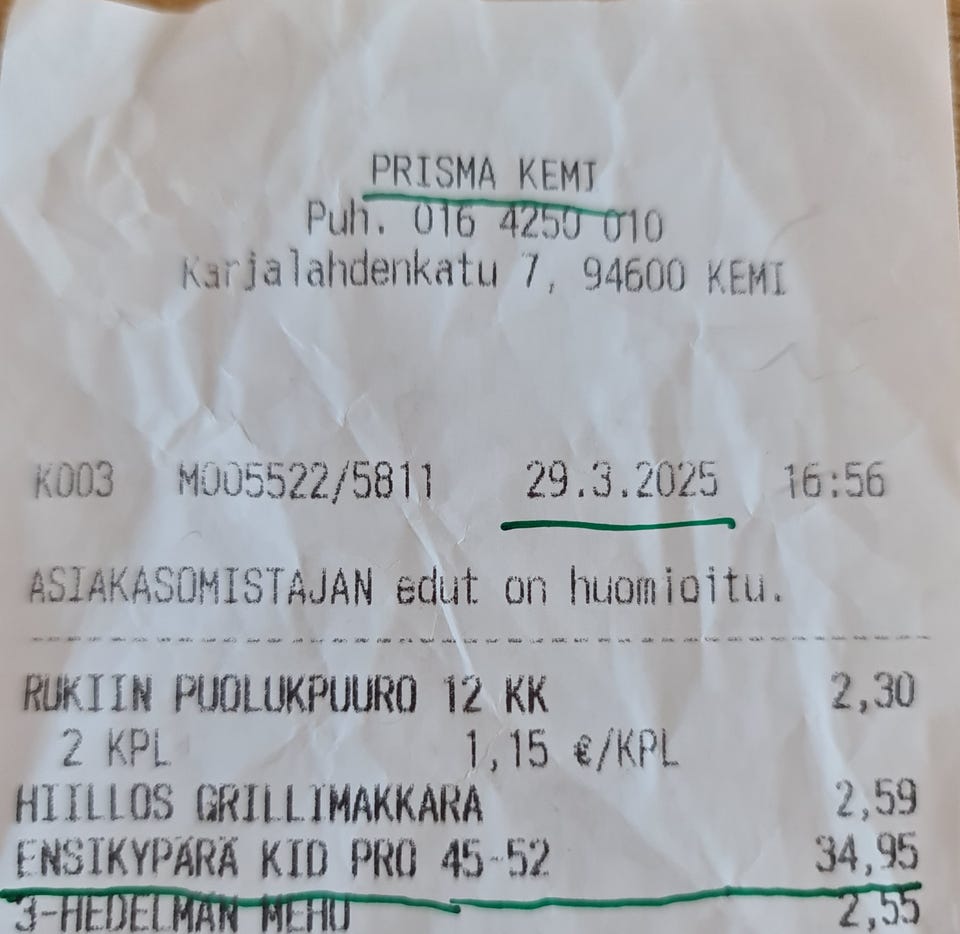 PRISMA KEMI
Puh. 016 4250 010
Karjalahdenkatu 7, 94600 KEMI
K003 M005522/5811 29.3.2025 16:56
ASIAKASOMISTAJAN edut on huomioitu.
RUKIIN PUOLUKPUURO 12 KK 2,30
2 KPL 1,15 €/KPL
HIILLOS GRILLIMAKKARA 2,59
ENSIKYPÄRÄ KID PRO 45-52 34,95
3-HEDELMÄN MEHU 2,55